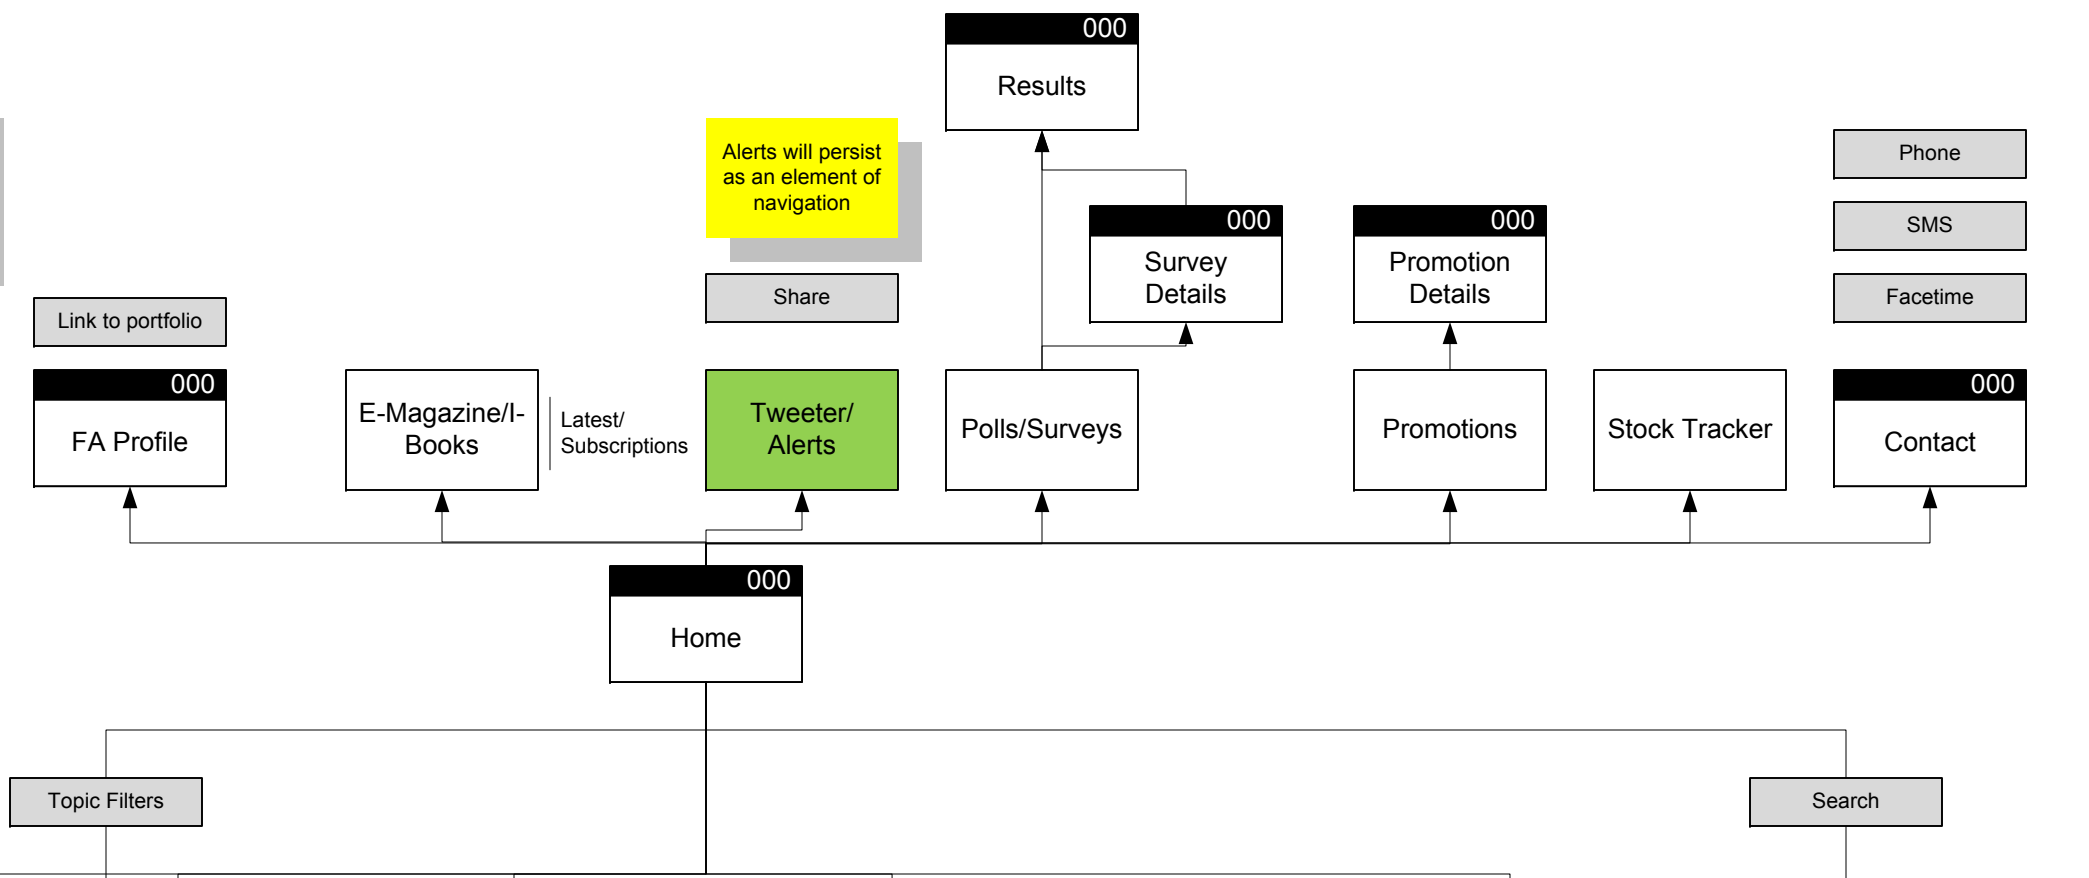 000
Results
Alerts will persist
as an element of
navigation
Phone
SMS
Facetime
000
Survey
Details
000
Promotion
Details
Share
Link to portfolio
000
FA Profile
E-Magazine/I-
Books
Latest/
Subscriptions
Tweeter/
Alerts
Polls/Surveys
Promotions
Stock Tracker
000
Contact
000
Home
Topic Filters
Search